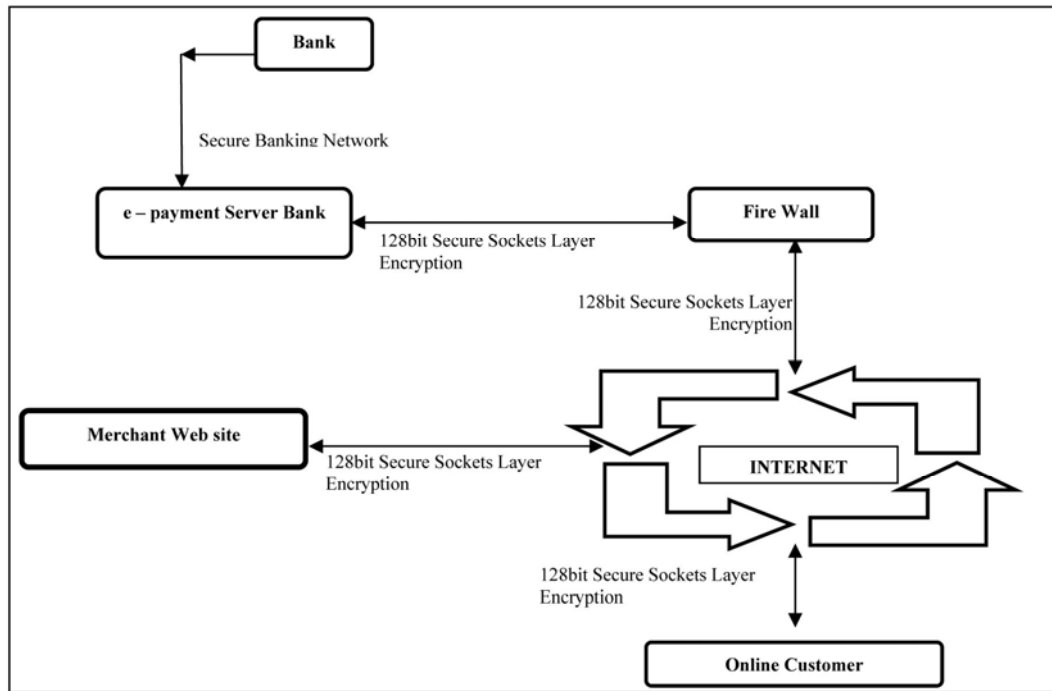 Bank
Secure Banking Network
e – payment Server Bank
Fire Wall
128bit Secure Sockets Layer
Encryption
128bit Secure Sockets Layer
Encryption
Merchant Web site
128bit Secure Sockets Layer
Encryption
INTERNET
128bit Secure Sockets Layer
Encryption
Online Customer